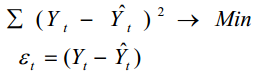 ∑ (Y_t − Ŷ_t)² → Min
ε_t = (Y_t − Ŷ_t)